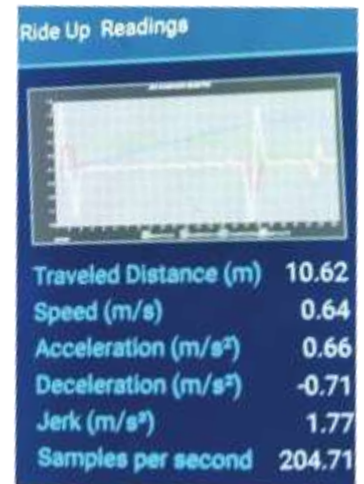 Ride Up Readings
Traveled Distance (m) 10.62
Speed (m/s) 0.64
Acceleration (m/s²) 0.66
Deceleration (m/s²) -0.71
Jerk (m/s³) 1.77
Samples per second 204.71